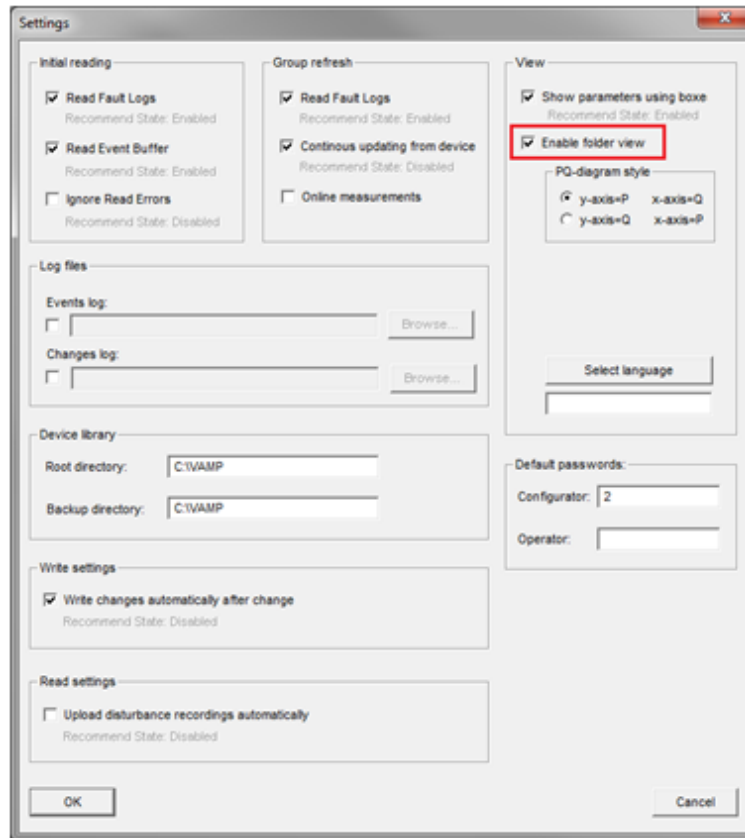 Settings
Initial reading
Read Fault Logs
Recommend State: Enabled
Read Event Buffer
Recommend State: Enabled
Ignore Read Errors
Recommend State: Disabled
Group refresh
Read Fault Logs
Recommend State: Enabled
Continous updating from device
Recommend State: Disabled
Online measurements
View
Show parameters using boxe
Recommend State: Enabled
Enable folder view
PQ-diagram style
y-axis=P x-axis=Q
y-axis=Q x-axis=P
Select language
Log files
Events log:
Browse...
Changes log:
Browse...
Device library
Root directory: C:\VAMP
Backup directory: C:\VAMP
Default passwords:
Configurator: 2
Operator:
Write settings
Write changes automatically after change
Recommend State: Disabled
Read settings
Upload disturbance recordings automatically
Recommend State: Disabled
OK
Cancel